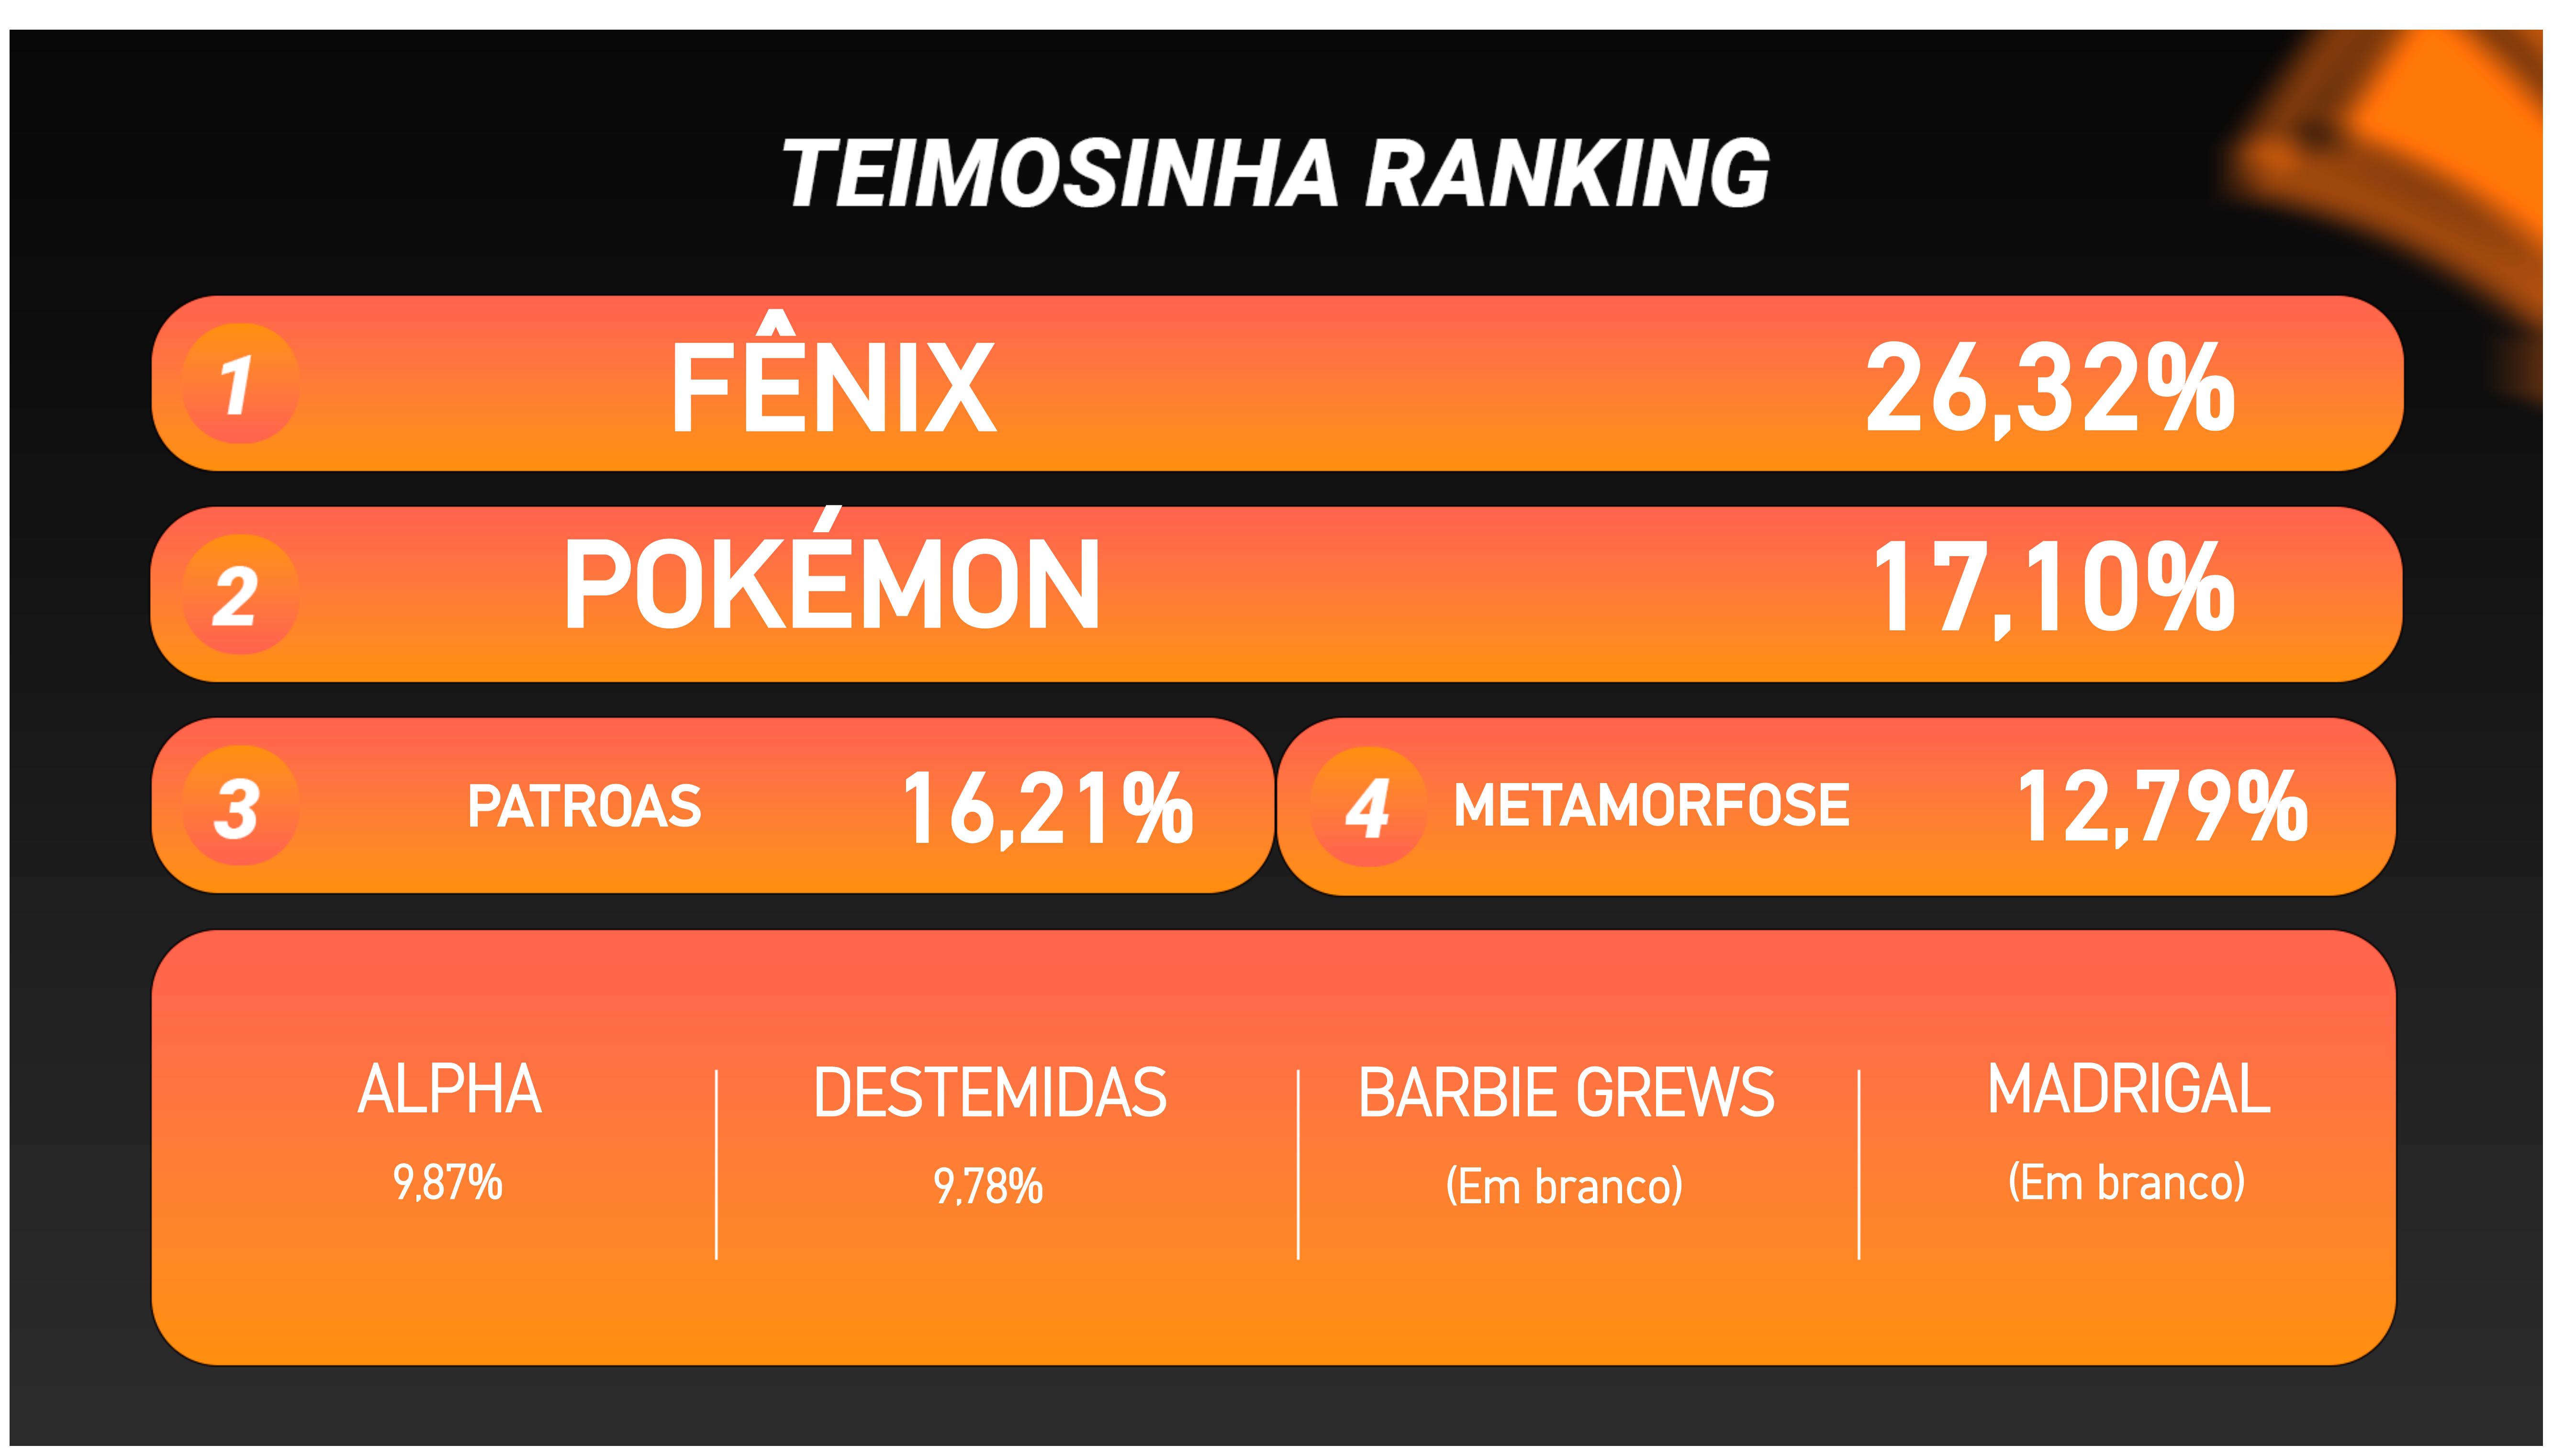 TEIMOSINHA RANKING
1 FÊNIX 26,32%
2 POKÉMON 17,10%
3 PATROAS 16,21%
4 METAMORFOSE 12,79%
ALPHA
9,87%
DESTEMIDAS
9,78%
BARBIE GREWS
(Em branco)
MADRIGAL
(Em branco)